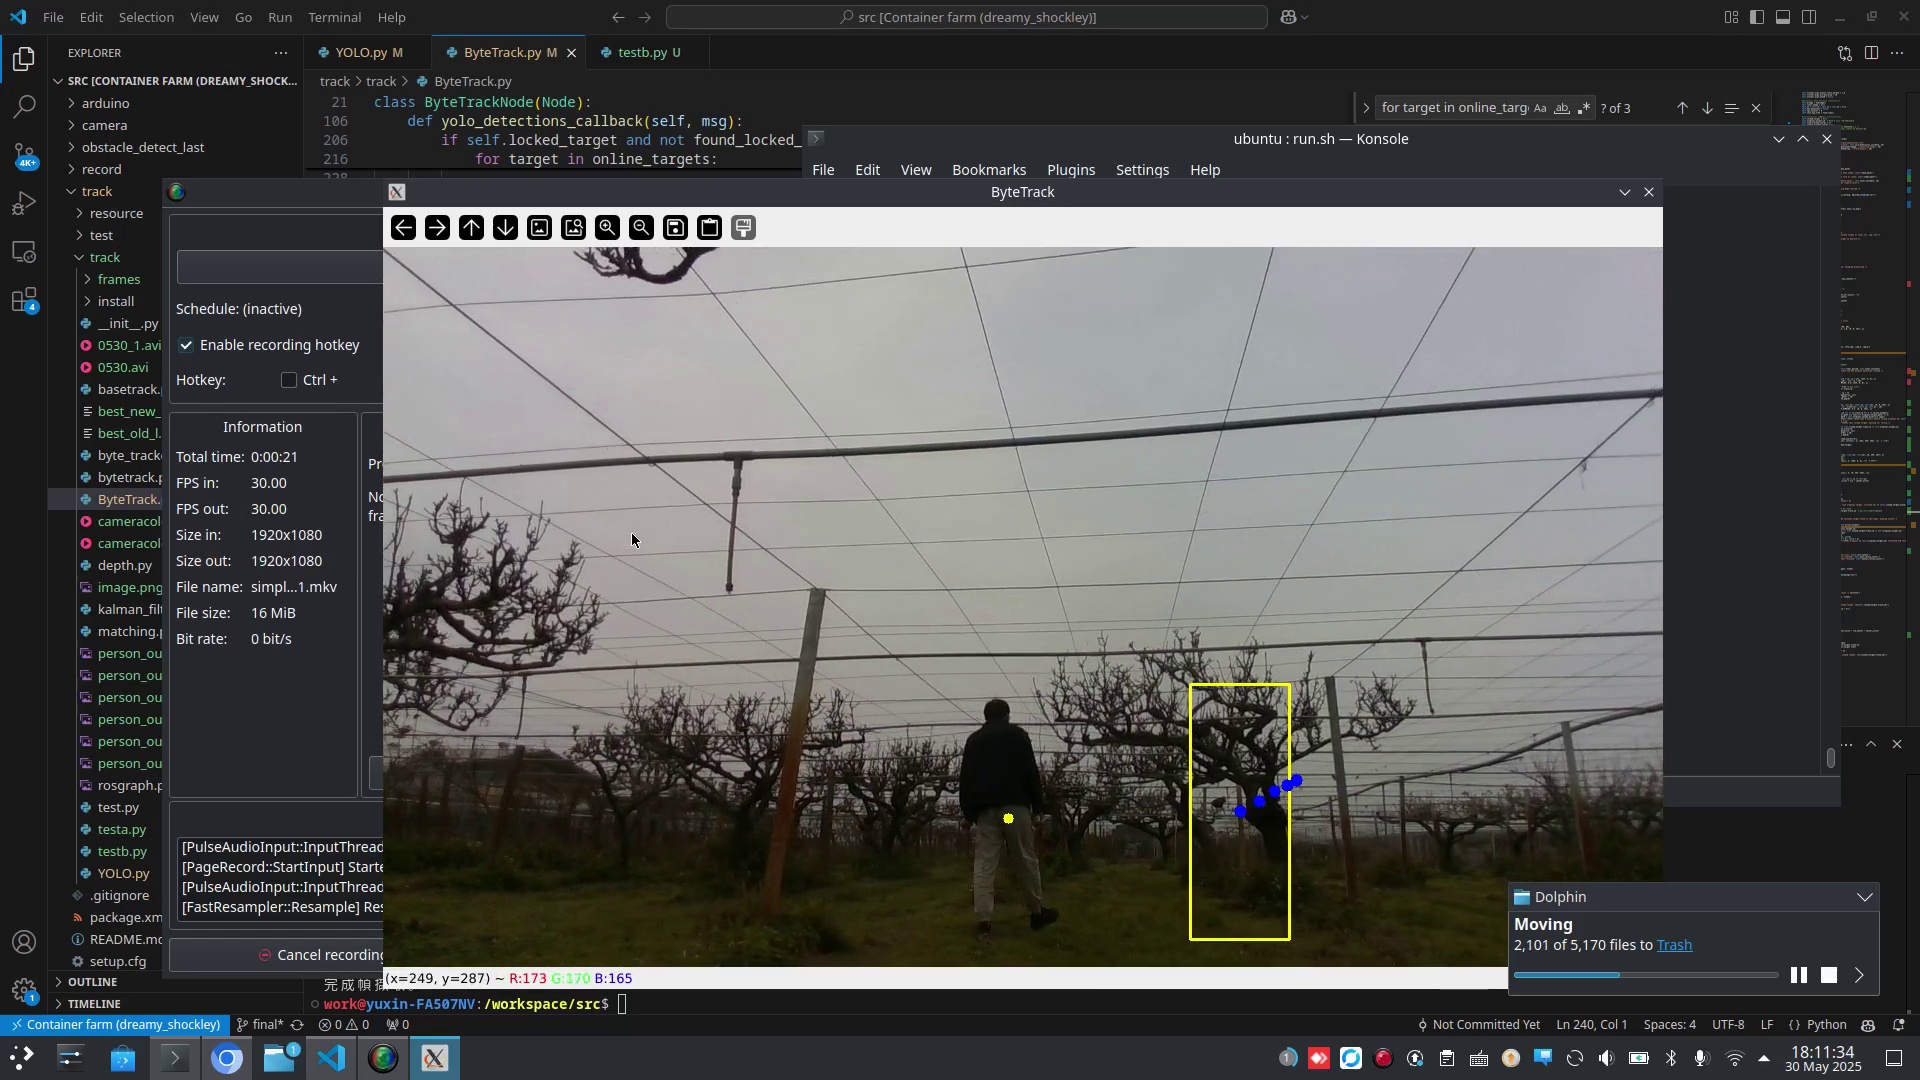 File Edit Selection View Go Run Terminal Help
src [Container farm (dreamy_shockley)]
EXPLORER
SRC [CONTAINER FARM (DREAMY_SHOCK...
arduino
camera
obstacle_detect_last
record
track
resource
test
track
frames
install
__init__.py
0530_1.avi
0530.avi
basetrack.
best_new_
best_old_l.
byte_track
bytetrack.p
ByteTrack.
cameracol
cameracol
depth.py
image.png
kalman_filt
matching.p
person_ou
person_ou
person_ou
person_ou
person_ou
person_ou
rosgraph.p
test.py
testa.py
testb.py
YOLO.py
.gitignore
package.xm
README.md
setup.cfg
OUTLINE
TIMELINE
YOLO.py M
ByteTrack.py M
testb.py U
track > track > ByteTrack.py
21 class ByteTrackNode(Node):
106 def yolo_detections_callback(self, msg):
206 if self.locked_target and not found_locked_
216 for target in online_targets:
228
for target in online_targ
Aa ab .*
? of 3
ubuntu : run.sh — Konsole
File Edit View Bookmarks Plugins Settings Help
ByteTrack
Schedule: (inactive)
Enable recording hotkey
Hotkey: Ctrl +
Information
Total time: 0:00:21
FPS in: 30.00
FPS out: 30.00
Size in: 1920x1080
Size out: 1920x1080
File name: simpl...1.mkv
File size: 16 MiB
Bit rate: 0 bit/s
Pr
No
fra
[PulseAudioInput::InputThread
[PageRecord::StartInput] Starte
[PulseAudioInput::InputThread
[FastResampler::Resample] Res
Cancel recording
(x=249, y=287) ~ R:173 G:170 B:165
work@yuxin-FA507NV:/workspace/src$
Dolphin
Moving
2,101 of 5,170 files to Trash
Container farm (dreamy_shockley)
final*
0 0
0
Not Committed Yet
Ln 240, Col 1
Spaces: 4
UTF-8
LF
{} Python
4K+
4
1
1
1
18:11:34
30 May 2025